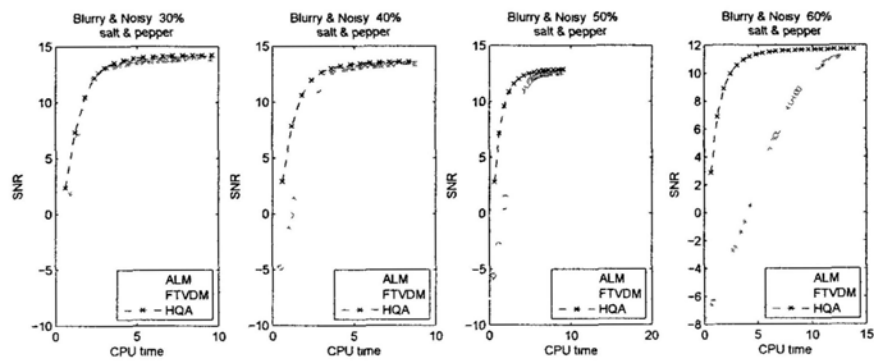 Blurry & Noisy 30%
salt & pepper
Blurry & Noisy 40%
salt & pepper
Blurry & Noisy 50%
salt & pepper
Blurry & Noisy 60%
salt & pepper
SNR
15
10
5
0
−5
−10
0
5
10
CPU time
ALM
FTVDM
HQA
SNR
15
10
5
0
−5
−10
0
5
10
CPU time
ALM
FTVDM
HQA
SNR
15
10
5
0
−5
−10
0
5
10
15
20
CPU time
ALM
FTVDM
HQA
SNR
12
10
8
6
4
2
0
−2
−4
−6
−8
0
5
10
15
CPU time
ALM
FTVDM
HQA